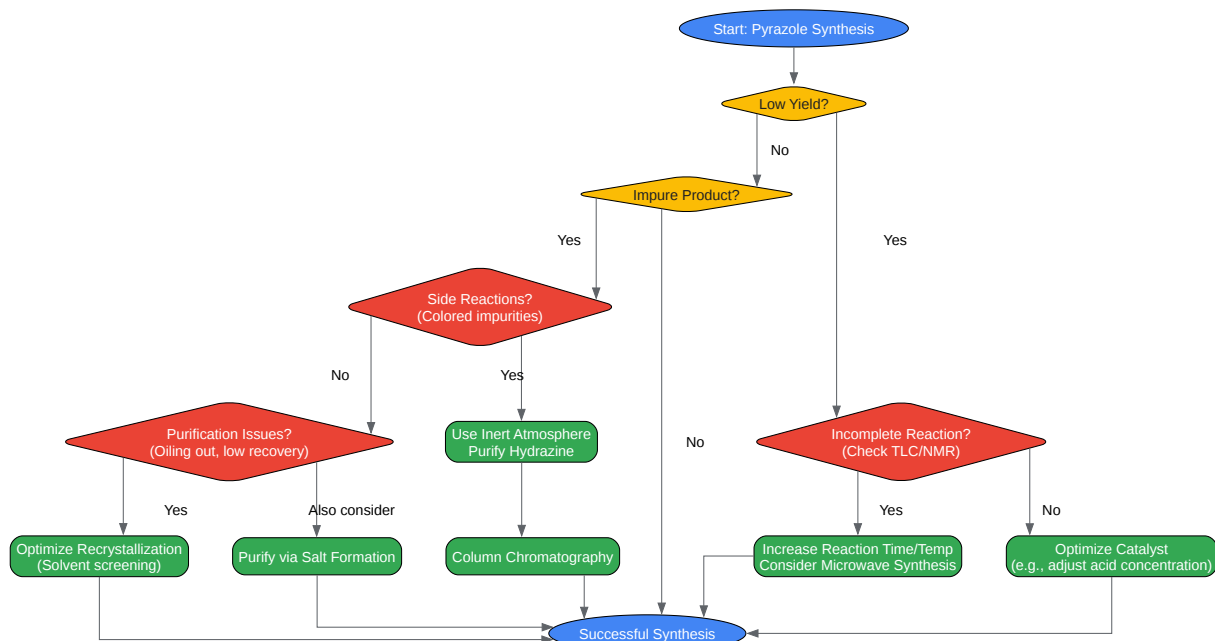 Start: Pyrazole Synthesis
Low Yield?
No
Impure Product?
Yes
Yes
Side Reactions?
(Colored impurities)
No
Yes
Purification Issues?
(Oiling out, low recovery)
Use Inert Atmosphere
Purify Hydrazine
No
Incomplete Reaction?
(Check TLC/NMR)
Yes
Also consider
Yes
No
Optimize Recrystallization
(Solvent screening)
Purify via Salt Formation
Column Chromatography
Increase Reaction Time/Temp
Consider Microwave Synthesis
Optimize Catalyst
(e.g., adjust acid concentration)
Successful Synthesis